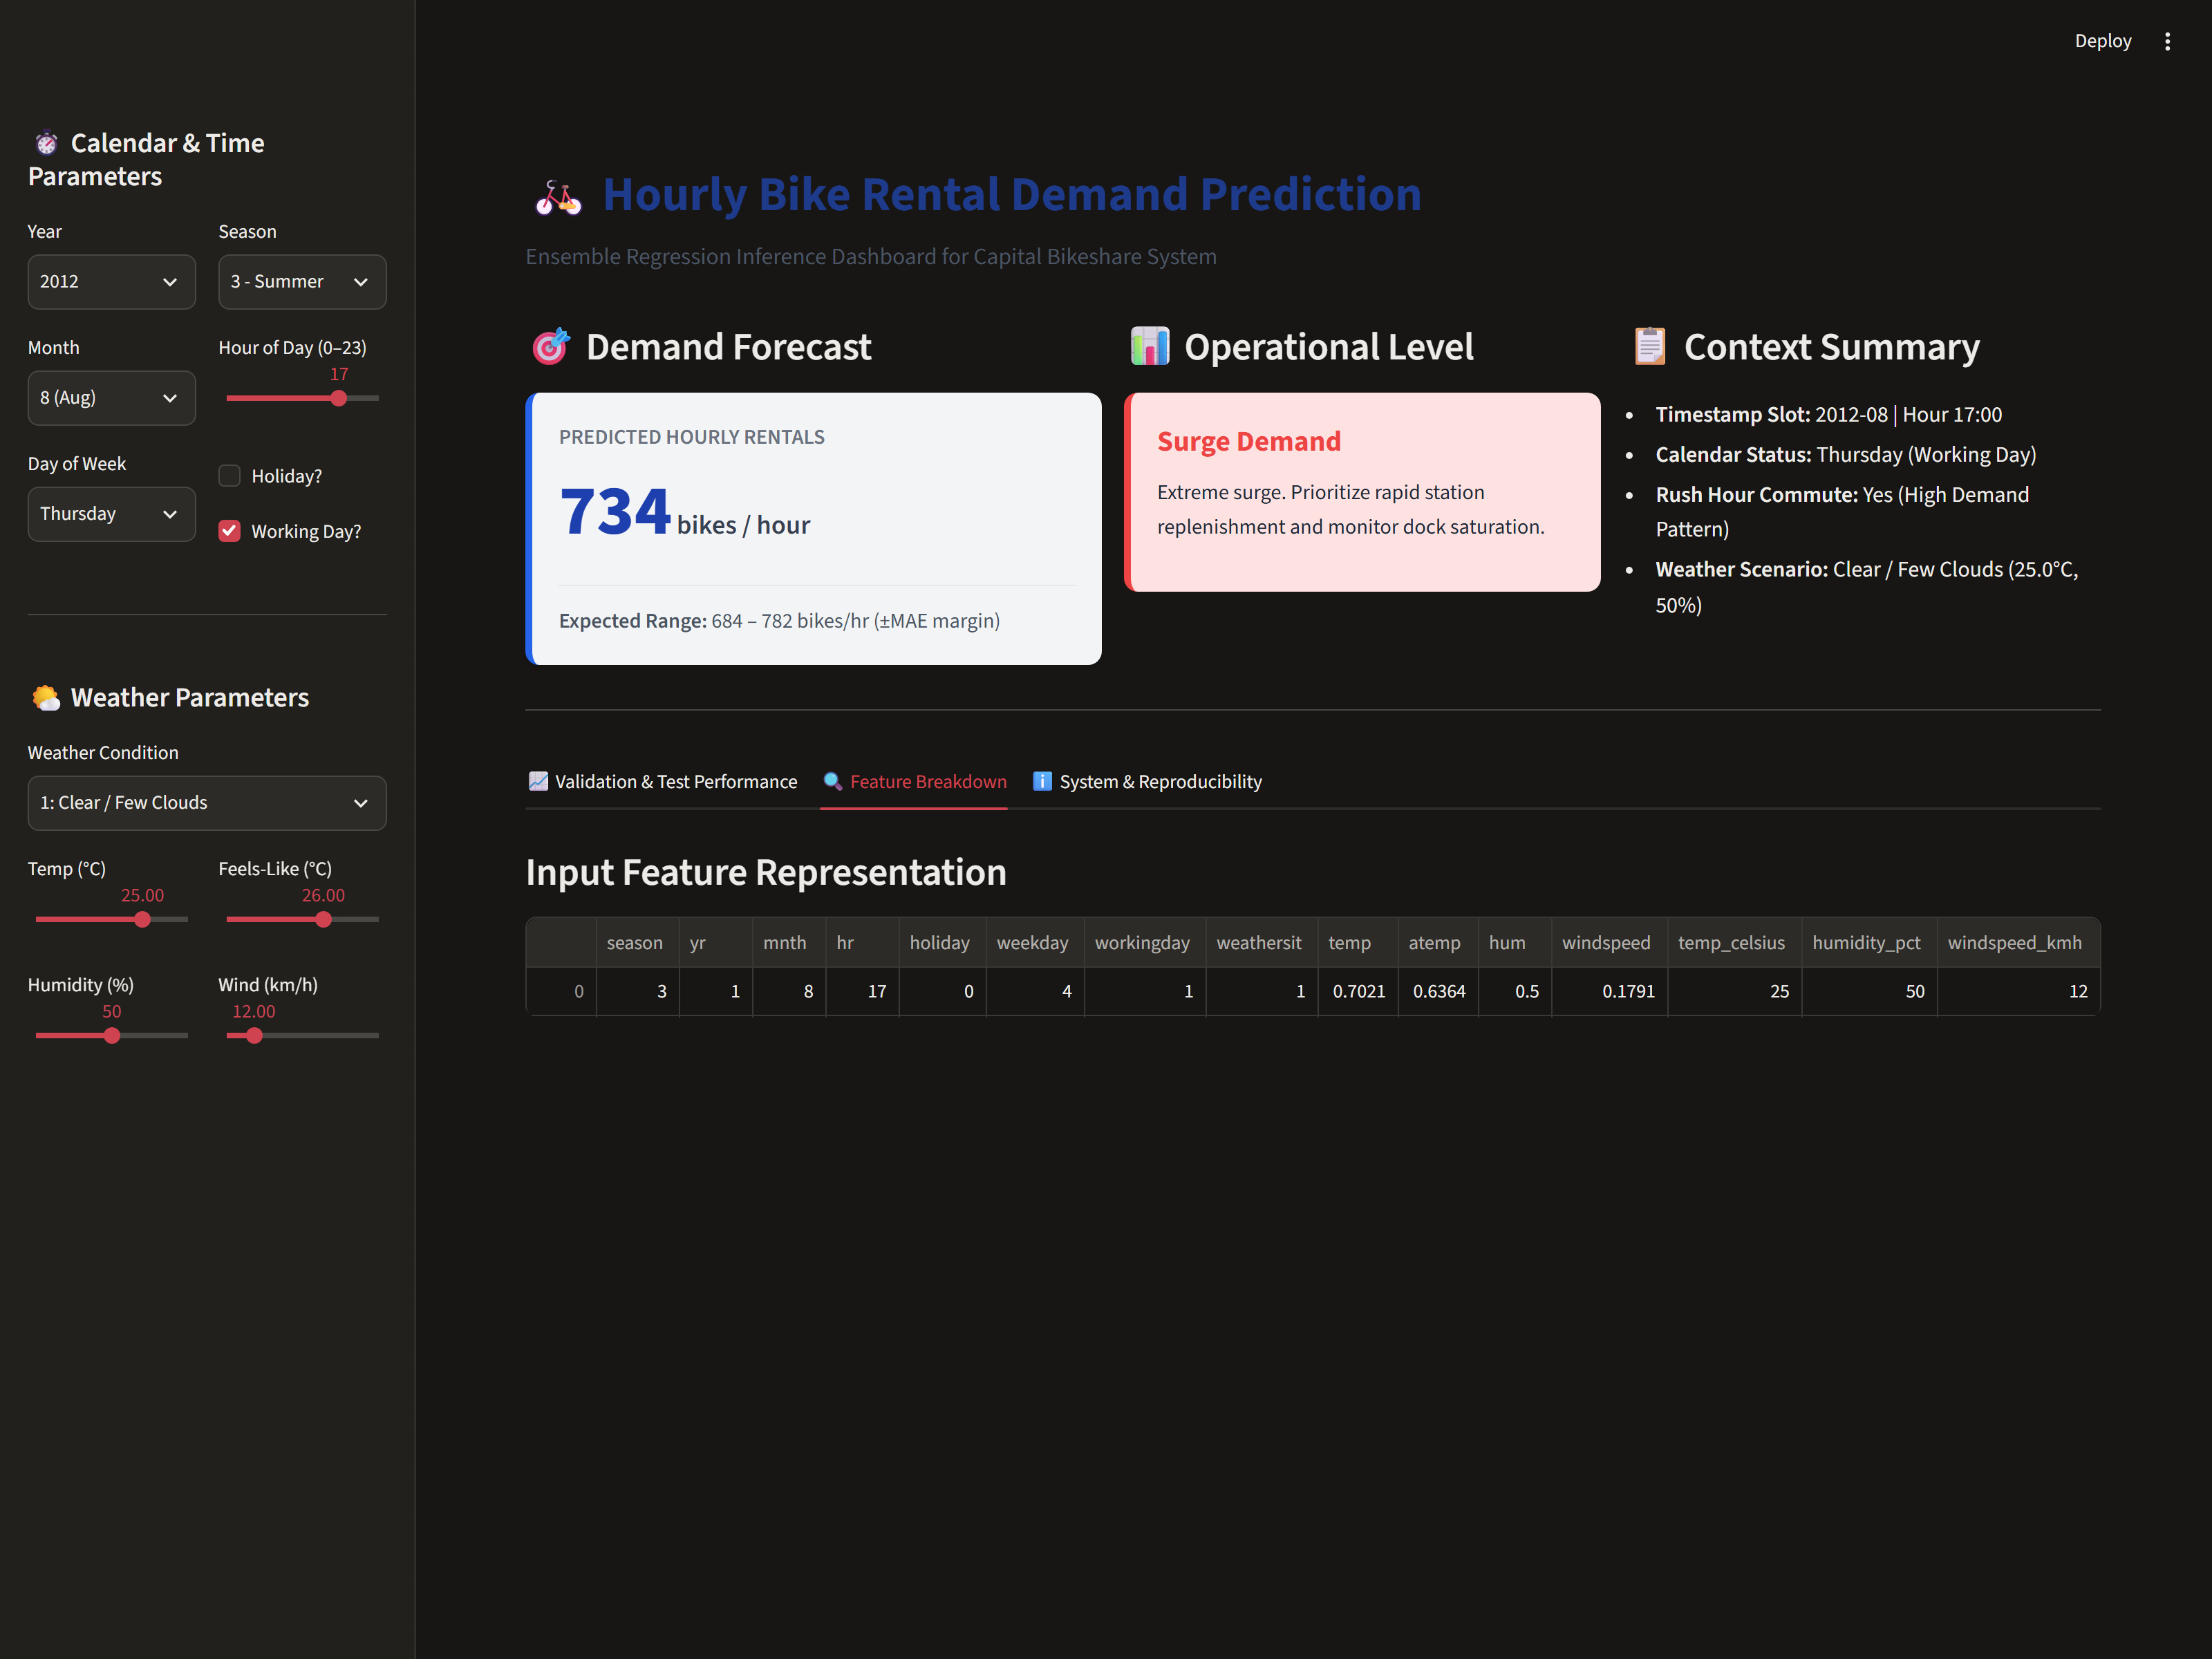 Deploy
Calendar & Time
Parameters
Year
Season
2012
3 - Summer
Month
Hour of Day (0–23)
17
8 (Aug)
Day of Week
Thursday
Holiday?
Working Day?
Weather Parameters
Weather Condition
1: Clear / Few Clouds
Temp (°C)
Feels-Like (°C)
25.00
26.00
Humidity (%)
Wind (km/h)
50
12.00
Hourly Bike Rental Demand Prediction
Ensemble Regression Inference Dashboard for Capital Bikeshare System
Demand Forecast
PREDICTED HOURLY RENTALS
734 bikes / hour
Expected Range: 684 – 782 bikes/hr (±MAE margin)
Operational Level
Surge Demand
Extreme surge. Prioritize rapid station
replenishment and monitor dock saturation.
Context Summary
Timestamp Slot: 2012-08 | Hour 17:00
Calendar Status: Thursday (Working Day)
Rush Hour Commute: Yes (High Demand
Pattern)
Weather Scenario: Clear / Few Clouds (25.0°C,
50%)
Validation & Test Performance
Feature Breakdown
System & Reproducibility
Input Feature Representation
season yr mnth hr holiday weekday workingday weathersit temp atemp hum windspeed temp_celsius humidity_pct windspeed_kmh
0 3 1 8 17 0 4 1 1 0.7021 0.6364 0.5 0.1791 25 50 12